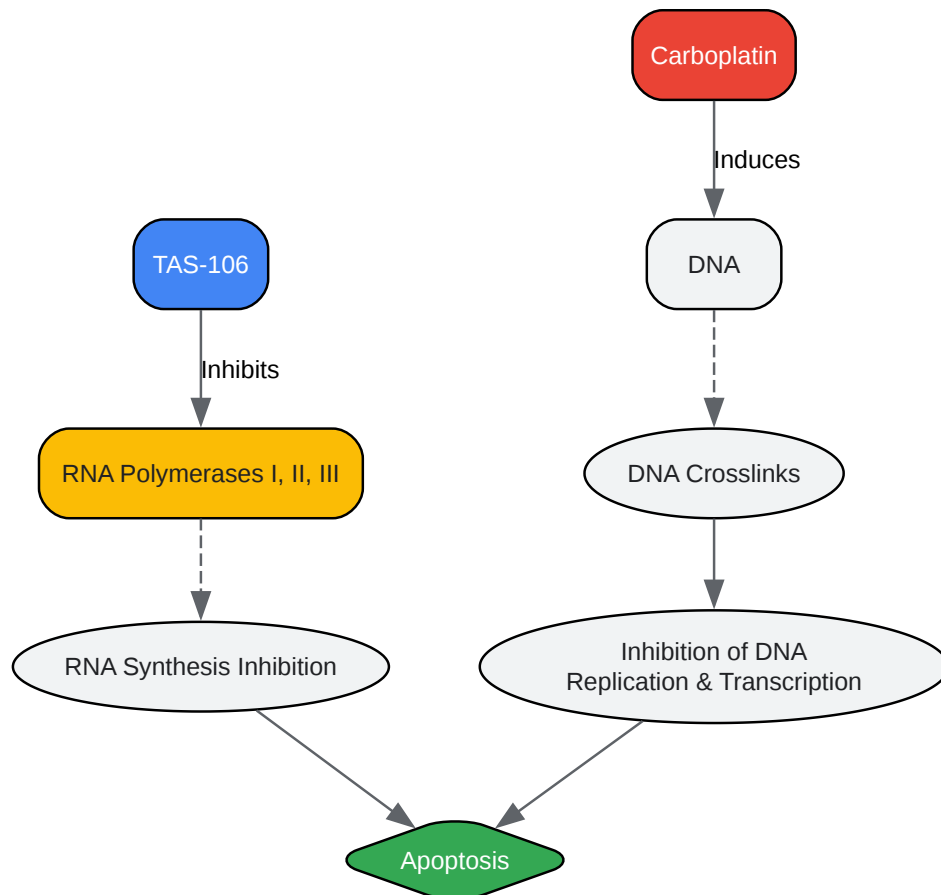 Carboplatin
Induces
TAS-106
DNA
Inhibits
RNA Polymerases I, II, III
DNA Crosslinks
RNA Synthesis Inhibition
Inhibition of DNA
Replication & Transcription
Apoptosis